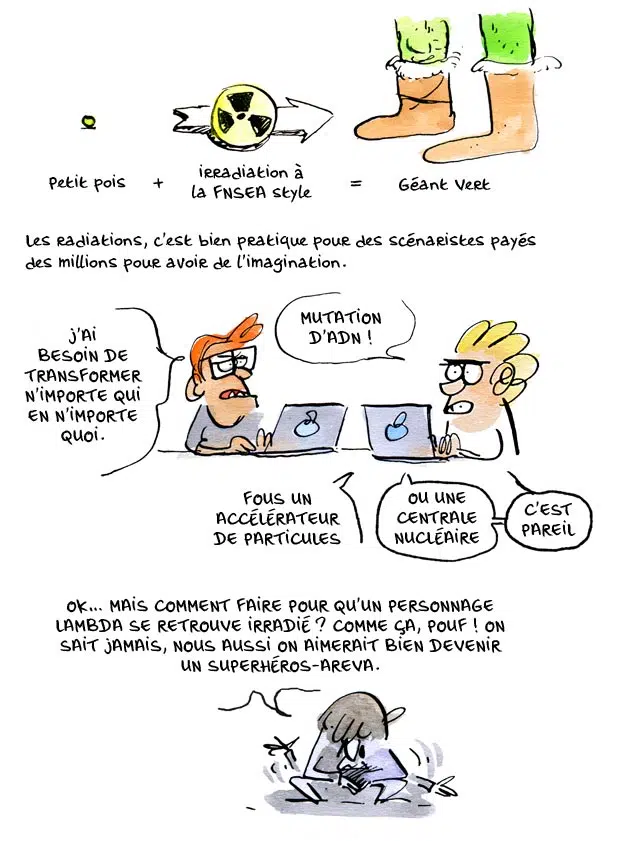 Petit pois + irradiation à la FNSEA style = Géant Vert
Les radiations, c'est bien pratique pour des scénaristes payés
des millions pour avoir de l'imagination.
J'AI
BESOIN DE
TRANSFORMER
N'IMPORTE QUI
EN N'IMPORTE
QUOI.
MUTATION
D'ADN !
FOUS UN
ACCÉLÉRATEUR
DE PARTICULES
OU UNE
CENTRALE
NUCLÉAIRE
C'EST
PAREIL
OK... MAIS COMMENT FAIRE POUR QU'UN PERSONNAGE
LAMBDA SE RETROUVE IRRADIÉ ? COMME ÇA, POUF ! ON
SAIT JAMAIS, NOUS AUSSI ON AIMERAIT BIEN DEVENIR
UN SUPERHÉROS-AREVA.